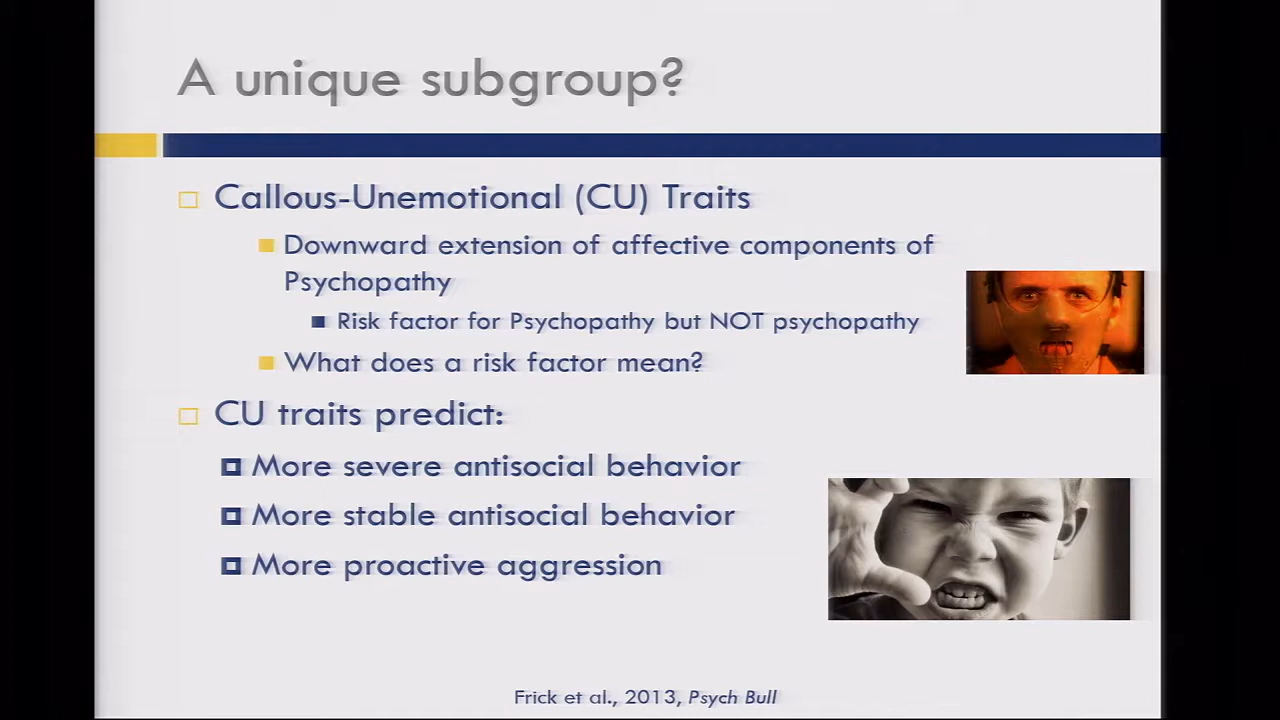 A unique subgroup?
Callous-Unemotional (CU) Traits
Downward extension of affective components of
Psychopathy
Risk factor for Psychopathy but NOT psychopathy
What does a risk factor mean?
CU traits predict:
More severe antisocial behavior
More stable antisocial behavior
More proactive aggression
Frick et al., 2013, Psych Bull